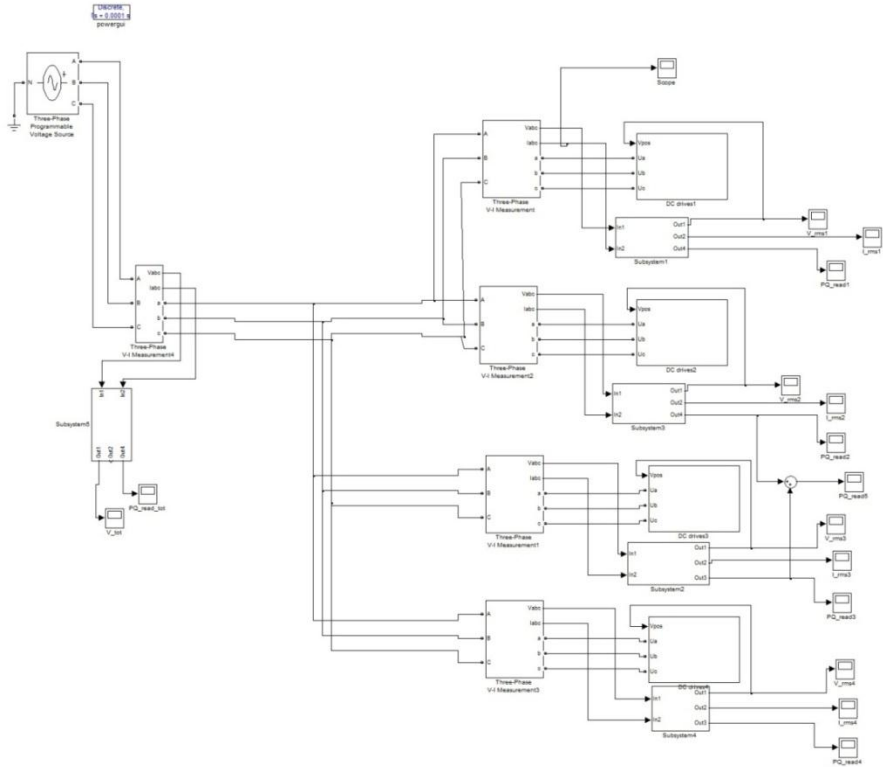 Discrete,
Ts = 0.0001 s
powergui
N
A
B
C
Three-Phase
Programmable
Voltage Source
Scope
A
B
C
Vabc
Iabc
a
b
c
Three-Phase
V-I Measurement
Vpos
Ua
Ub
Uc
DC drives1
In1
In2
Out1
Out2
Out4
Subsystem1
V_rms1
I_rms1
PQ_read1
A
B
C
Vabc
Iabc
a
b
c
Three-Phase
V-I Measurement4
A
B
C
Vabc
Iabc
a
b
c
Three-Phase
V-I Measurement2
Vpos
Ua
Ub
Uc
DC drives2
In1
In2
Out1
Out2
Out4
Subsystem3
V_rms2
I_rms2
PQ_read2
In1
In2
Subsystem5
Out1
Out2
Out4
PQ_read_tot
V_tot
A
B
C
Vabc
Iabc
a
b
c
Three-Phase
V-I Measurement1
Vpos
Ua
Ub
Uc
DC drives3
In1
In2
Out1
Out2
Out3
Subsystem2
PQ_read5
V_rms3
I_rms3
PQ_read3
A
B
C
Vabc
Iabc
a
b
c
Three-Phase
V-I Measurement3
Vpos
Ua
Ub
Uc
DC drives4
In1
In2
Out1
Out2
Out3
Subsystem4
V_rms4
I_rms4
PQ_read4